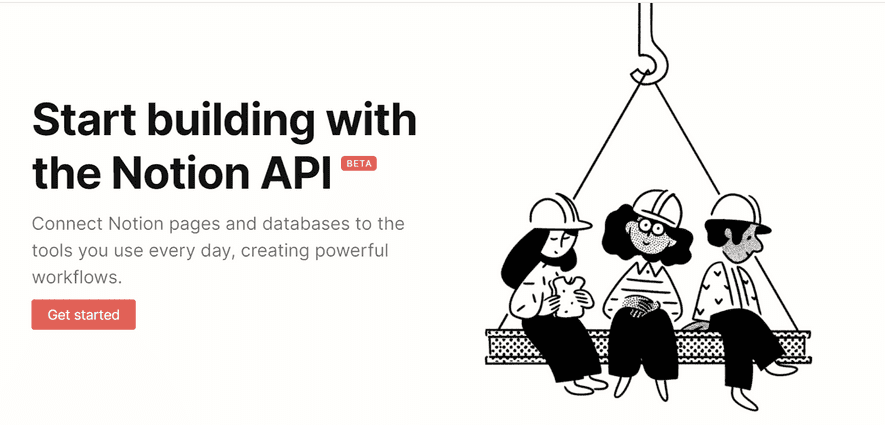 Start building with
the Notion API BETA
Connect Notion pages and databases to the
tools you use every day, creating powerful
workflows.
Get started